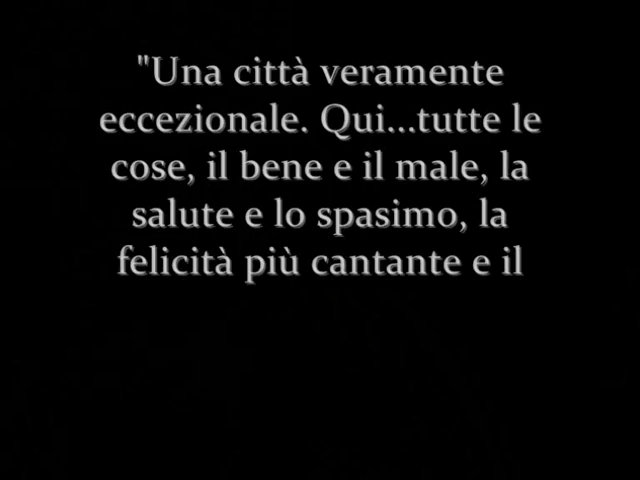 "Una città veramente
eccezionale. Qui...tutte le
cose, il bene e il male, la
salute e lo spasimo, la
felicità più cantante e il